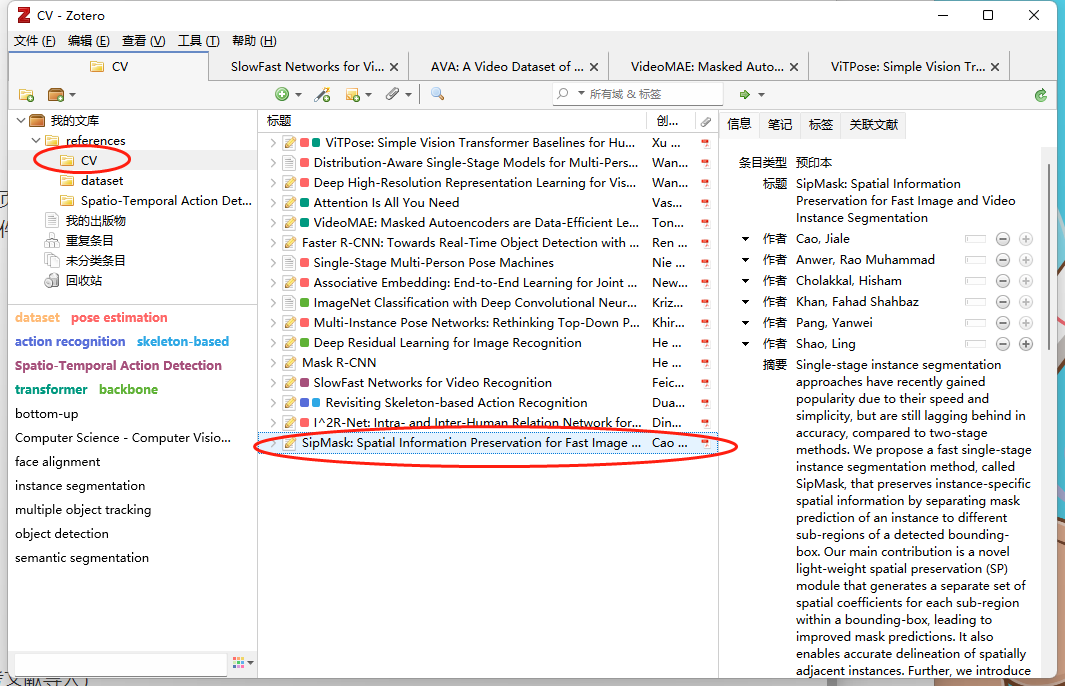 CV - Zotero
文件 (F) 编辑 (E) 查看 (V) 工具 (T) 帮助 (H)
CV
SlowFast Networks for Vi...
AVA: A Video Dataset of ...
VideoMAE: Masked Auto...
ViTPose: Simple Vision Tr...
所有域 & 标签
我的文库
references
CV
dataset
Spatio-Temporal Action Det...
我的出版物
重复条目
未分类条目
回收站
dataset pose estimation
action recognition skeleton-based
Spatio-Temporal Action Detection
transformer backbone
bottom-up
Computer Science - Computer Visio...
face alignment
instance segmentation
multiple object tracking
object detection
semantic segmentation
标题 创...
ViTPose: Simple Vision Transformer Baselines for Hu... Xu ...
Distribution-Aware Single-Stage Models for Multi-Pers... Wan...
Deep High-Resolution Representation Learning for Vis... Wan...
Attention Is All You Need Vas...
VideoMAE: Masked Autoencoders are Data-Efficient Le... Ton...
Faster R-CNN: Towards Real-Time Object Detection with ... Ren ...
Single-Stage Multi-Person Pose Machines Nie ...
Associative Embedding: End-to-End Learning for Joint ... New...
ImageNet Classification with Deep Convolutional Neur... Kriz...
Multi-Instance Pose Networks: Rethinking Top-Down P... Khir...
Deep Residual Learning for Image Recognition He ...
Mask R-CNN He ...
SlowFast Networks for Video Recognition Feic...
Revisiting Skeleton-based Action Recognition Dua...
I^2R-Net: Intra- and Inter-Human Relation Network for... Din...
SipMask: Spatial Information Preservation for Fast Image ... Cao ...
信息 笔记 标签 关联文献
条目类型 预印本
标题 SipMask: Spatial Information
Preservation for Fast Image and Video
Instance Segmentation
作者 Cao, Jiale
作者 Anwer, Rao Muhammad
作者 Cholakkal, Hisham
作者 Khan, Fahad Shahbaz
作者 Pang, Yanwei
作者 Shao, Ling
摘要 Single-stage instance segmentation
approaches have recently gained
popularity due to their speed and
simplicity, but are still lagging behind in
accuracy, compared to two-stage
methods. We propose a fast single-stage
instance segmentation method, called
SipMask, that preserves instance-specific
spatial information by separating mask
prediction of an instance to different
sub-regions of a detected bounding-
box. Our main contribution is a novel
light-weight spatial preservation (SP)
module that generates a separate set of
spatial coefficients for each sub-region
within a bounding-box, leading to
improved mask predictions. It also
enables accurate delineation of spatially
adjacent instances. Further, we introduce